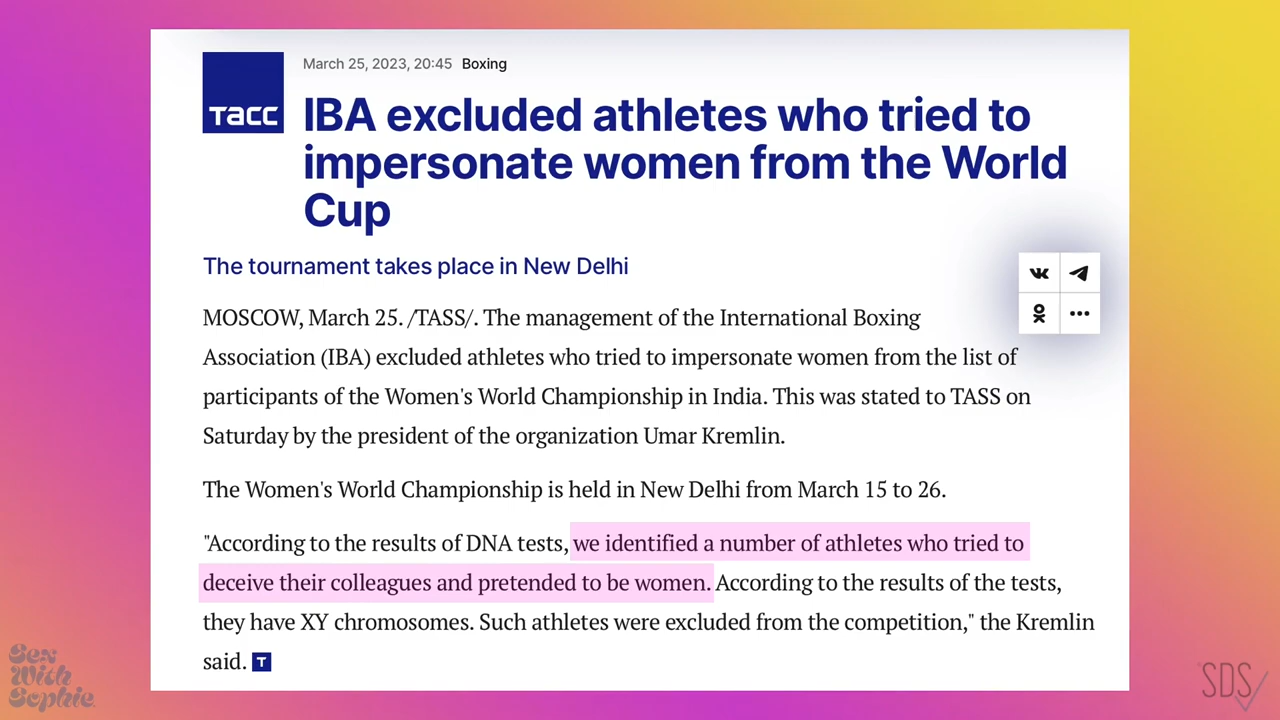 March 25, 2023, 20:45 Boxing
тасс
IBA excluded athletes who tried to
impersonate women from the World
Cup
The tournament takes place in New Delhi
MOSCOW, March 25. /TASS/. The management of the International Boxing
Association (IBA) excluded athletes who tried to impersonate women from the list of
participants of the Women's World Championship in India. This was stated to TASS on
Saturday by the president of the organization Umar Kremlin.
The Women's World Championship is held in New Delhi from March 15 to 26.
"According to the results of DNA tests, we identified a number of athletes who tried to
deceive their colleagues and pretended to be women. According to the results of the tests,
they have XY chromosomes. Such athletes were excluded from the competition," the Kremlin
said. T
Sex
With
Sophie
SDS